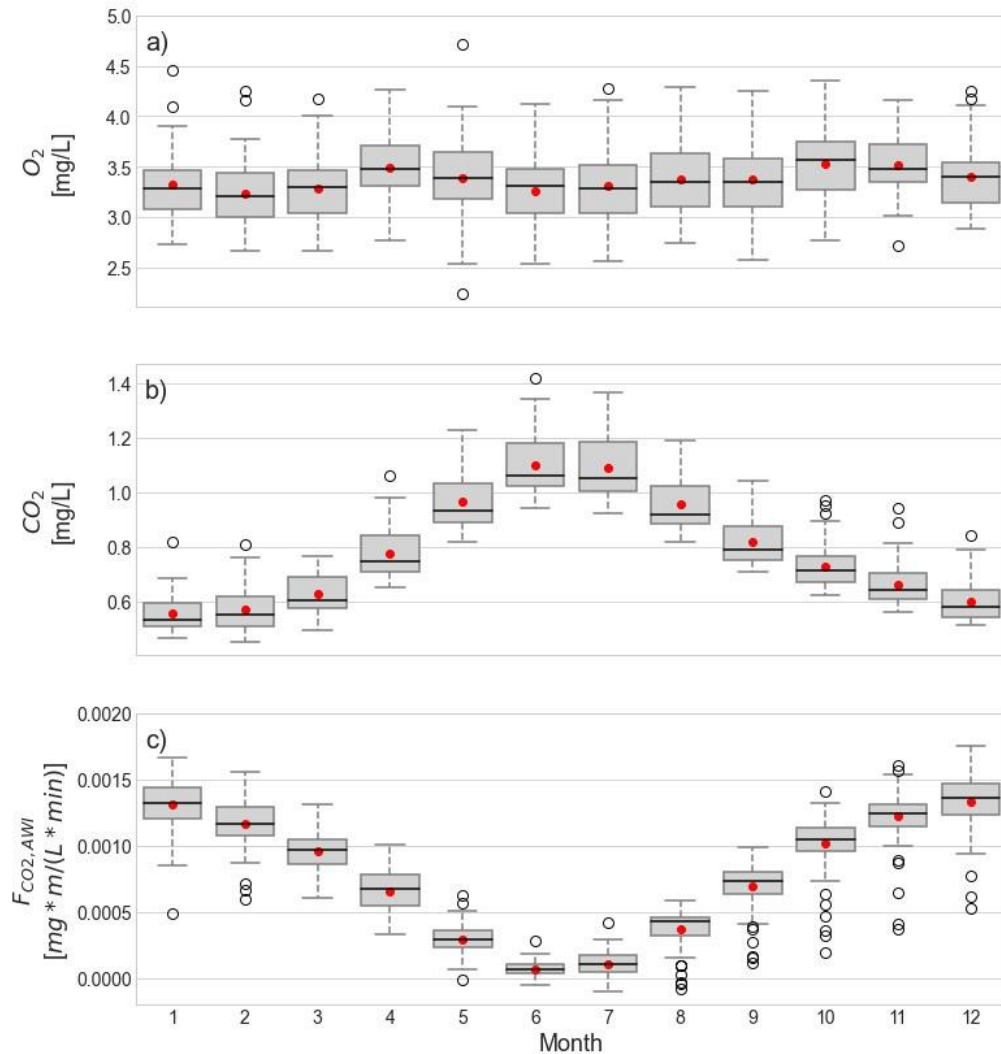 a)
5.0
4.5
4.0
3.5
3.0
2.5
O₂
[mg/L]
b)
1.4
1.2
1.0
0.8
0.6
CO₂
[mg/L]
c)
0.0020
0.0015
0.0010
0.0005
0.0000
F_CO2,AWI
[mg * m/(L * min)]
1 2 3 4 5 6 7 8 9 10 11 12
Month